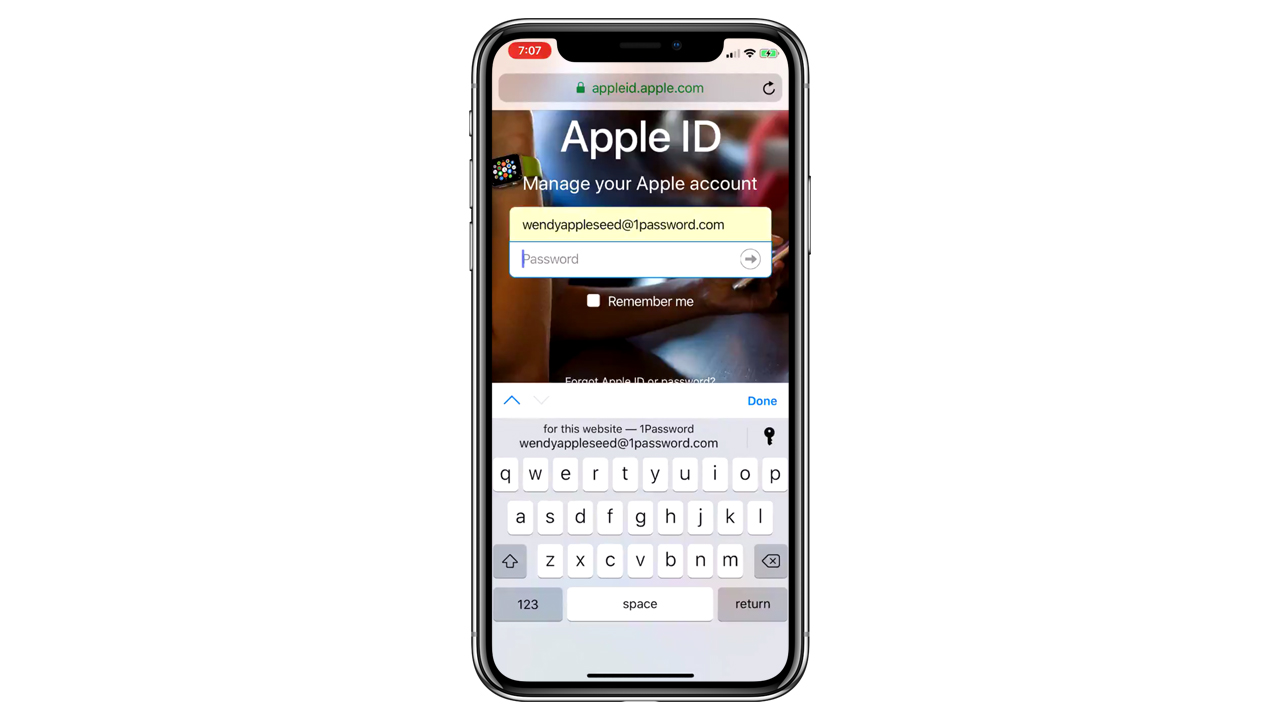 7:07
appleid.apple.com
Apple ID
Manage your Apple account
wendyappleseed@1password.com
Password
Remember me
Forgot Apple ID or password?
Done
for this website — 1Password
wendyappleseed@1password.com
q w e r t y u i o p
a s d f g h j k l
z x c v b n m
123 space return